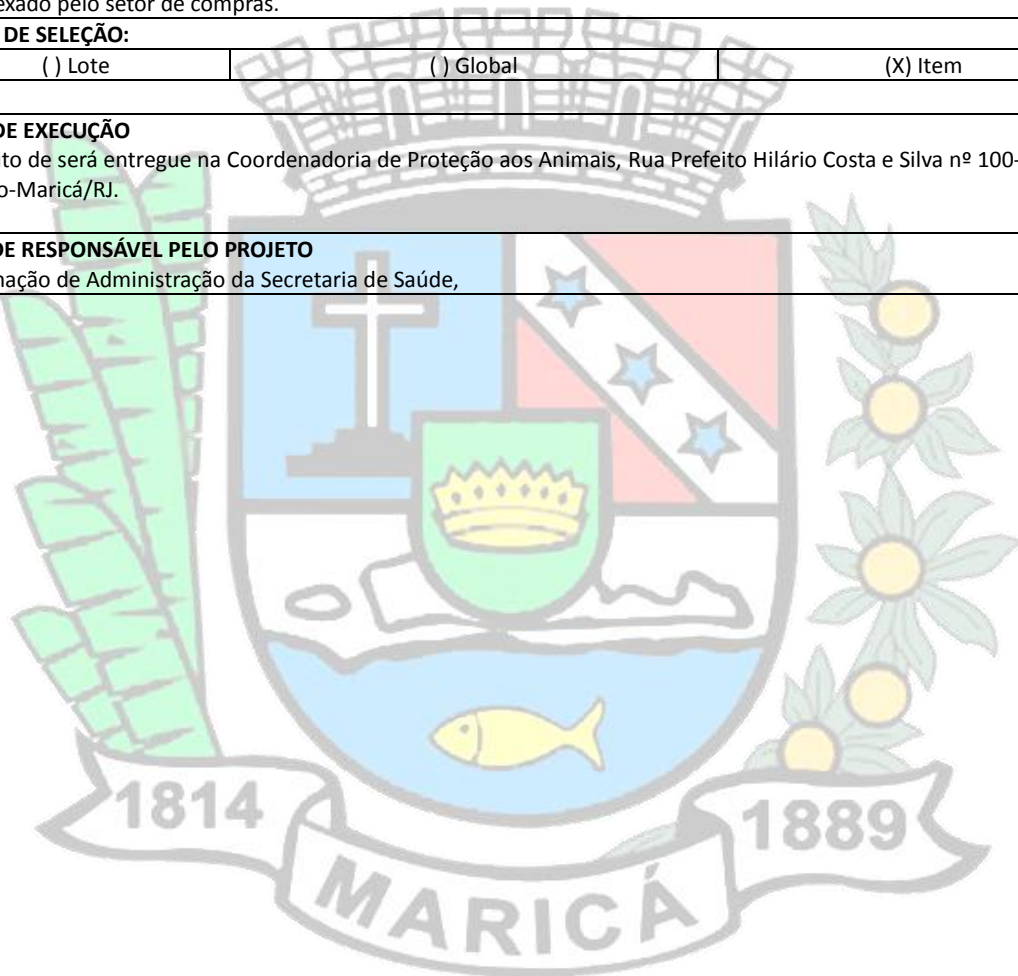 exado pelo setor de compras.
DE SELEÇÃO:
( ) Lote ( ) Global (X) Item
DE EXECUÇÃO
to de será entregue na Coordenadoria de Proteção aos Animais, Rua Prefeito Hilário Costa e Silva nº 100-
o-Maricá/RJ.
DE RESPONSÁVEL PELO PROJETO
nação de Administração da Secretaria de Saúde,
1814
1889
MARICÁ